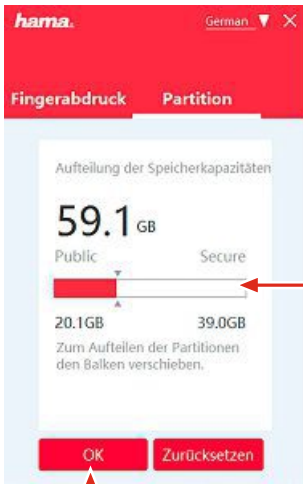 hama.
German
Fingerabdruck Partition
Aufteilung der Speicherkapazitäten
59.1 GB
Public Secure
20.1GB 39.0GB
Zum Aufteilen der Partitionen
den Balken verschieben.
OK Zurücksetzen